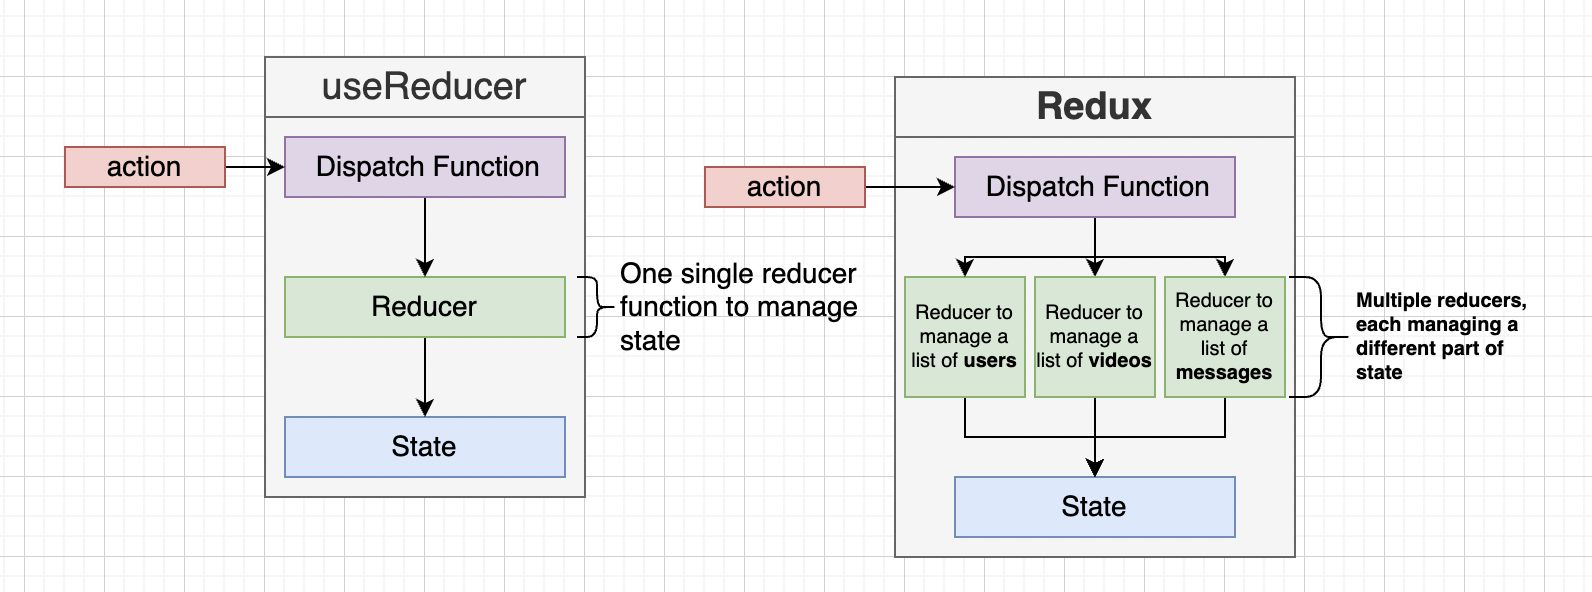 useReducer
action
Dispatch Function
Reducer
One single reducer
function to manage
state
State
Redux
action
Dispatch Function
Reducer to
manage a
list of users
Reducer to
manage a
list of videos
Reducer to
manage a
list of
messages
Multiple reducers,
each managing a
different part of
state
State